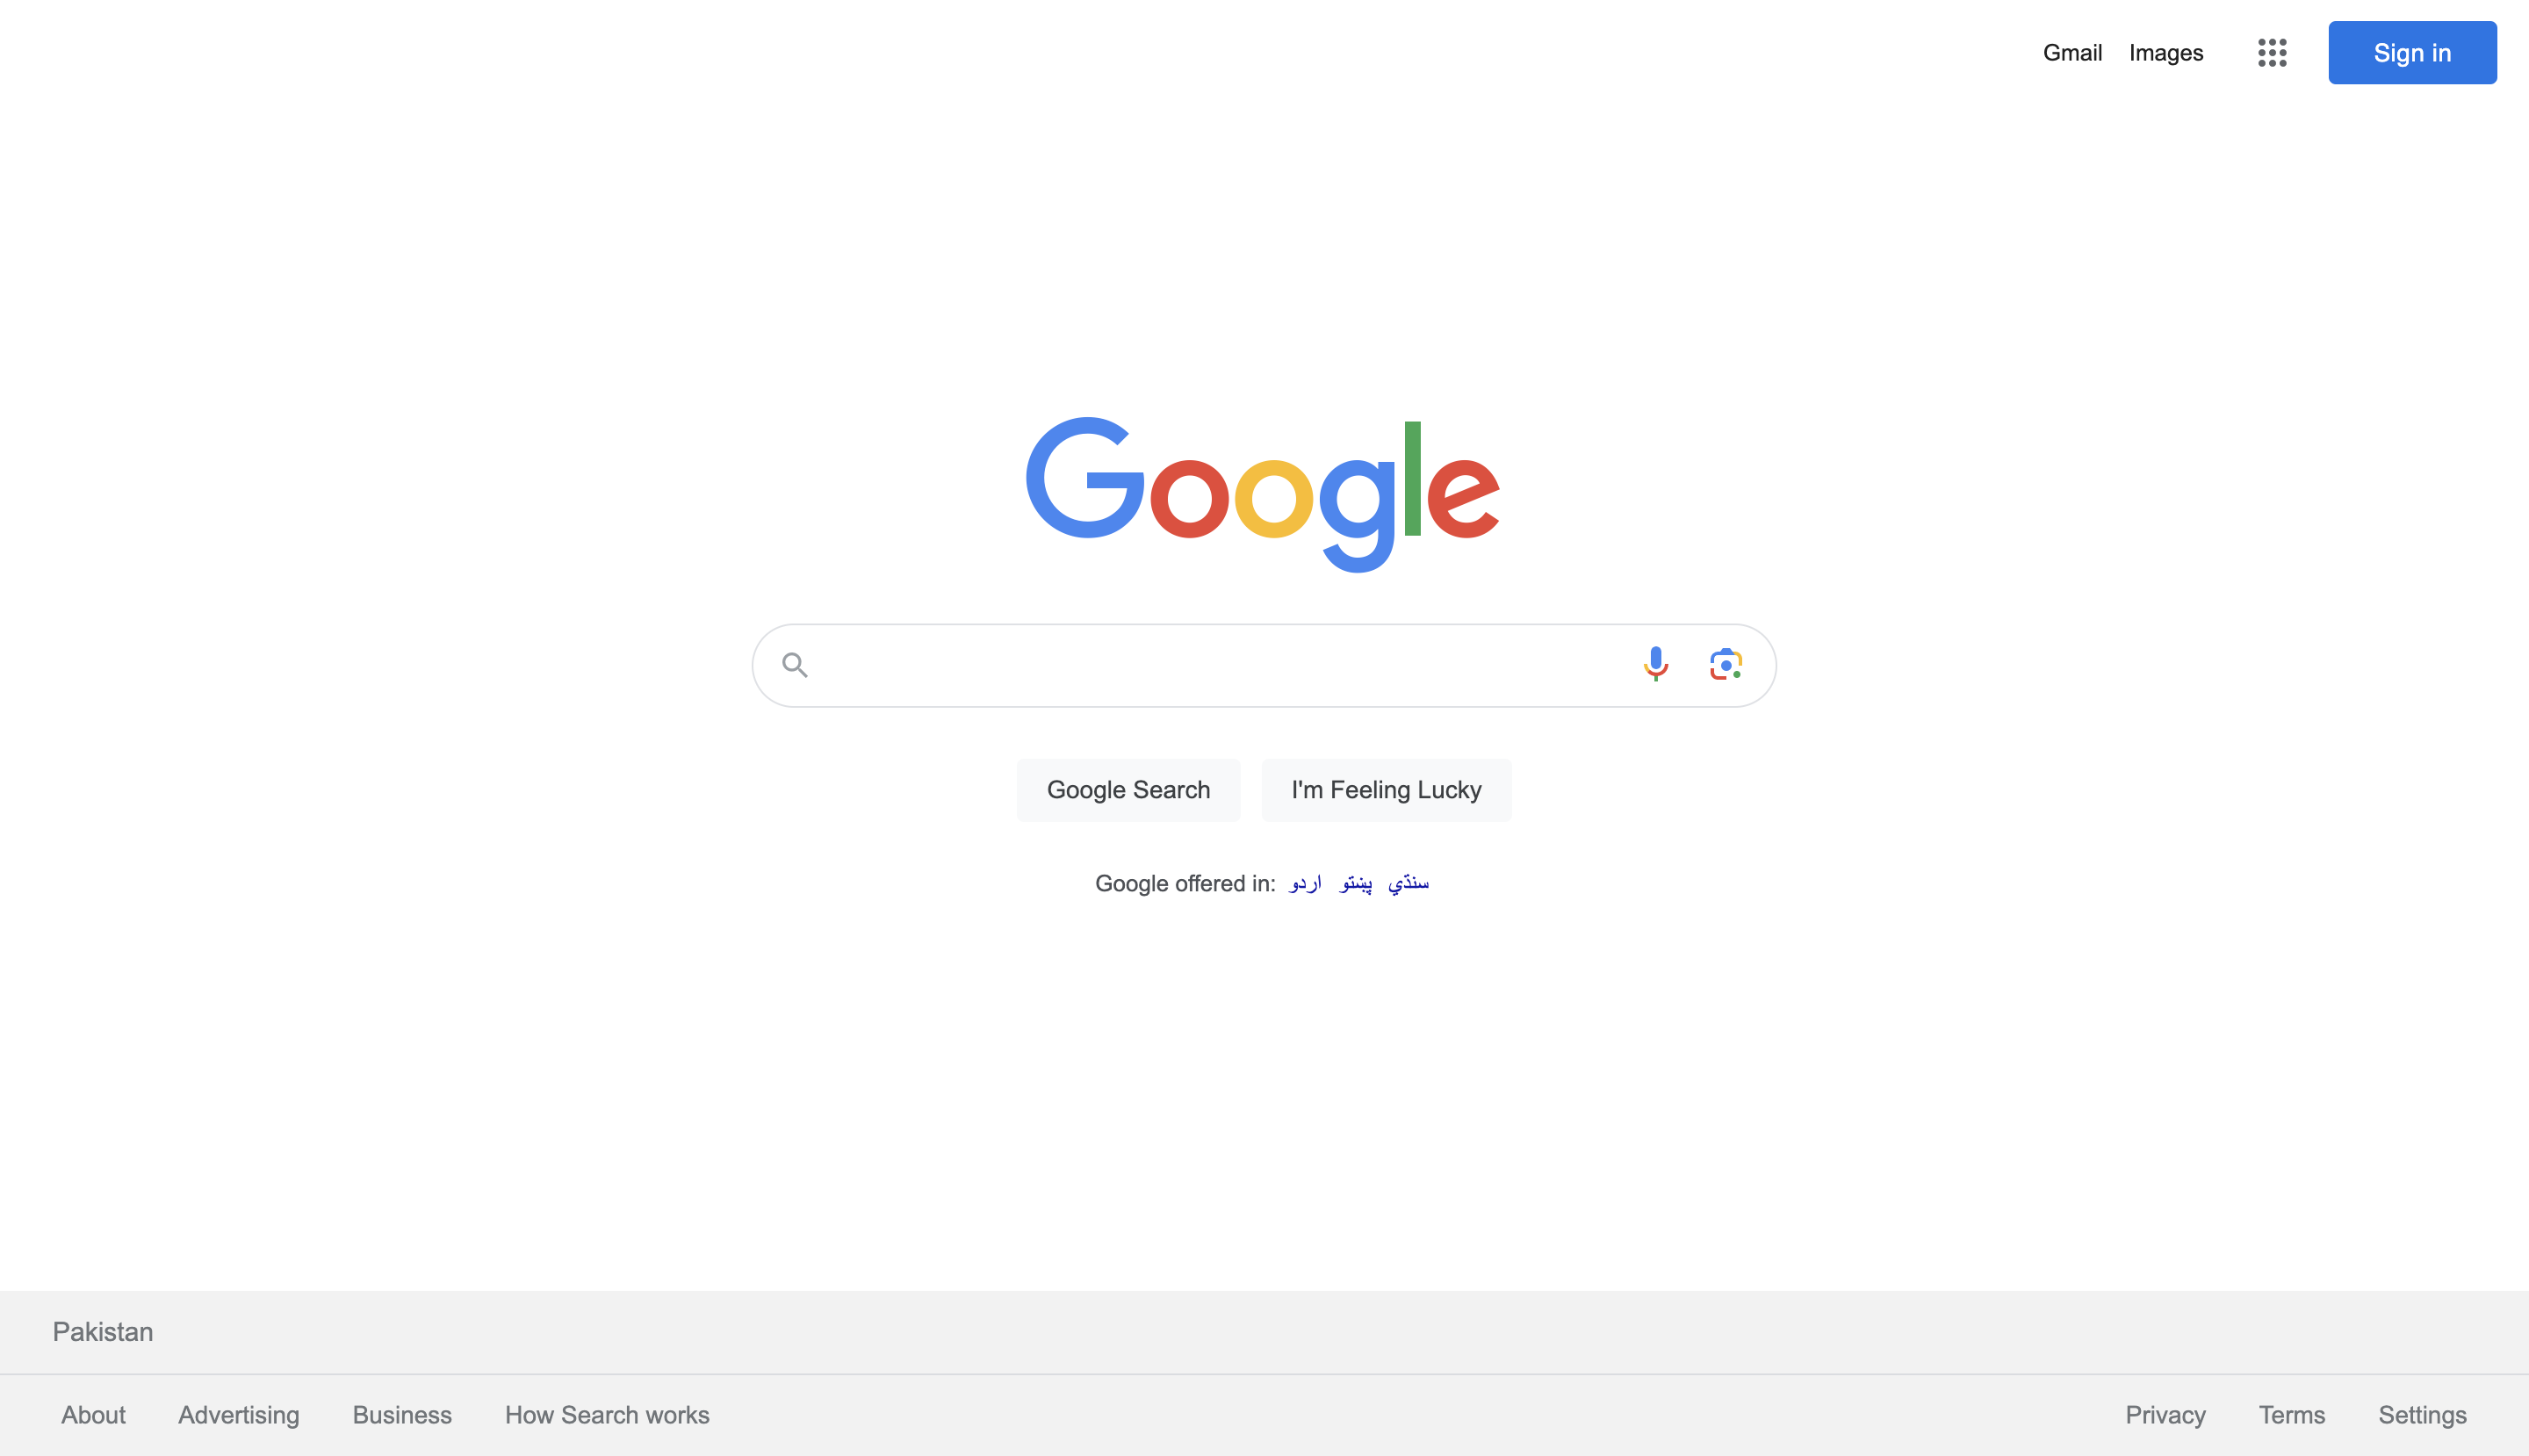 Gmail Images Sign in
Google
Google Search I'm Feeling Lucky
Google offered in: اردو پښتو سنڌي
Pakistan
About Advertising Business How Search works Privacy Terms Settings